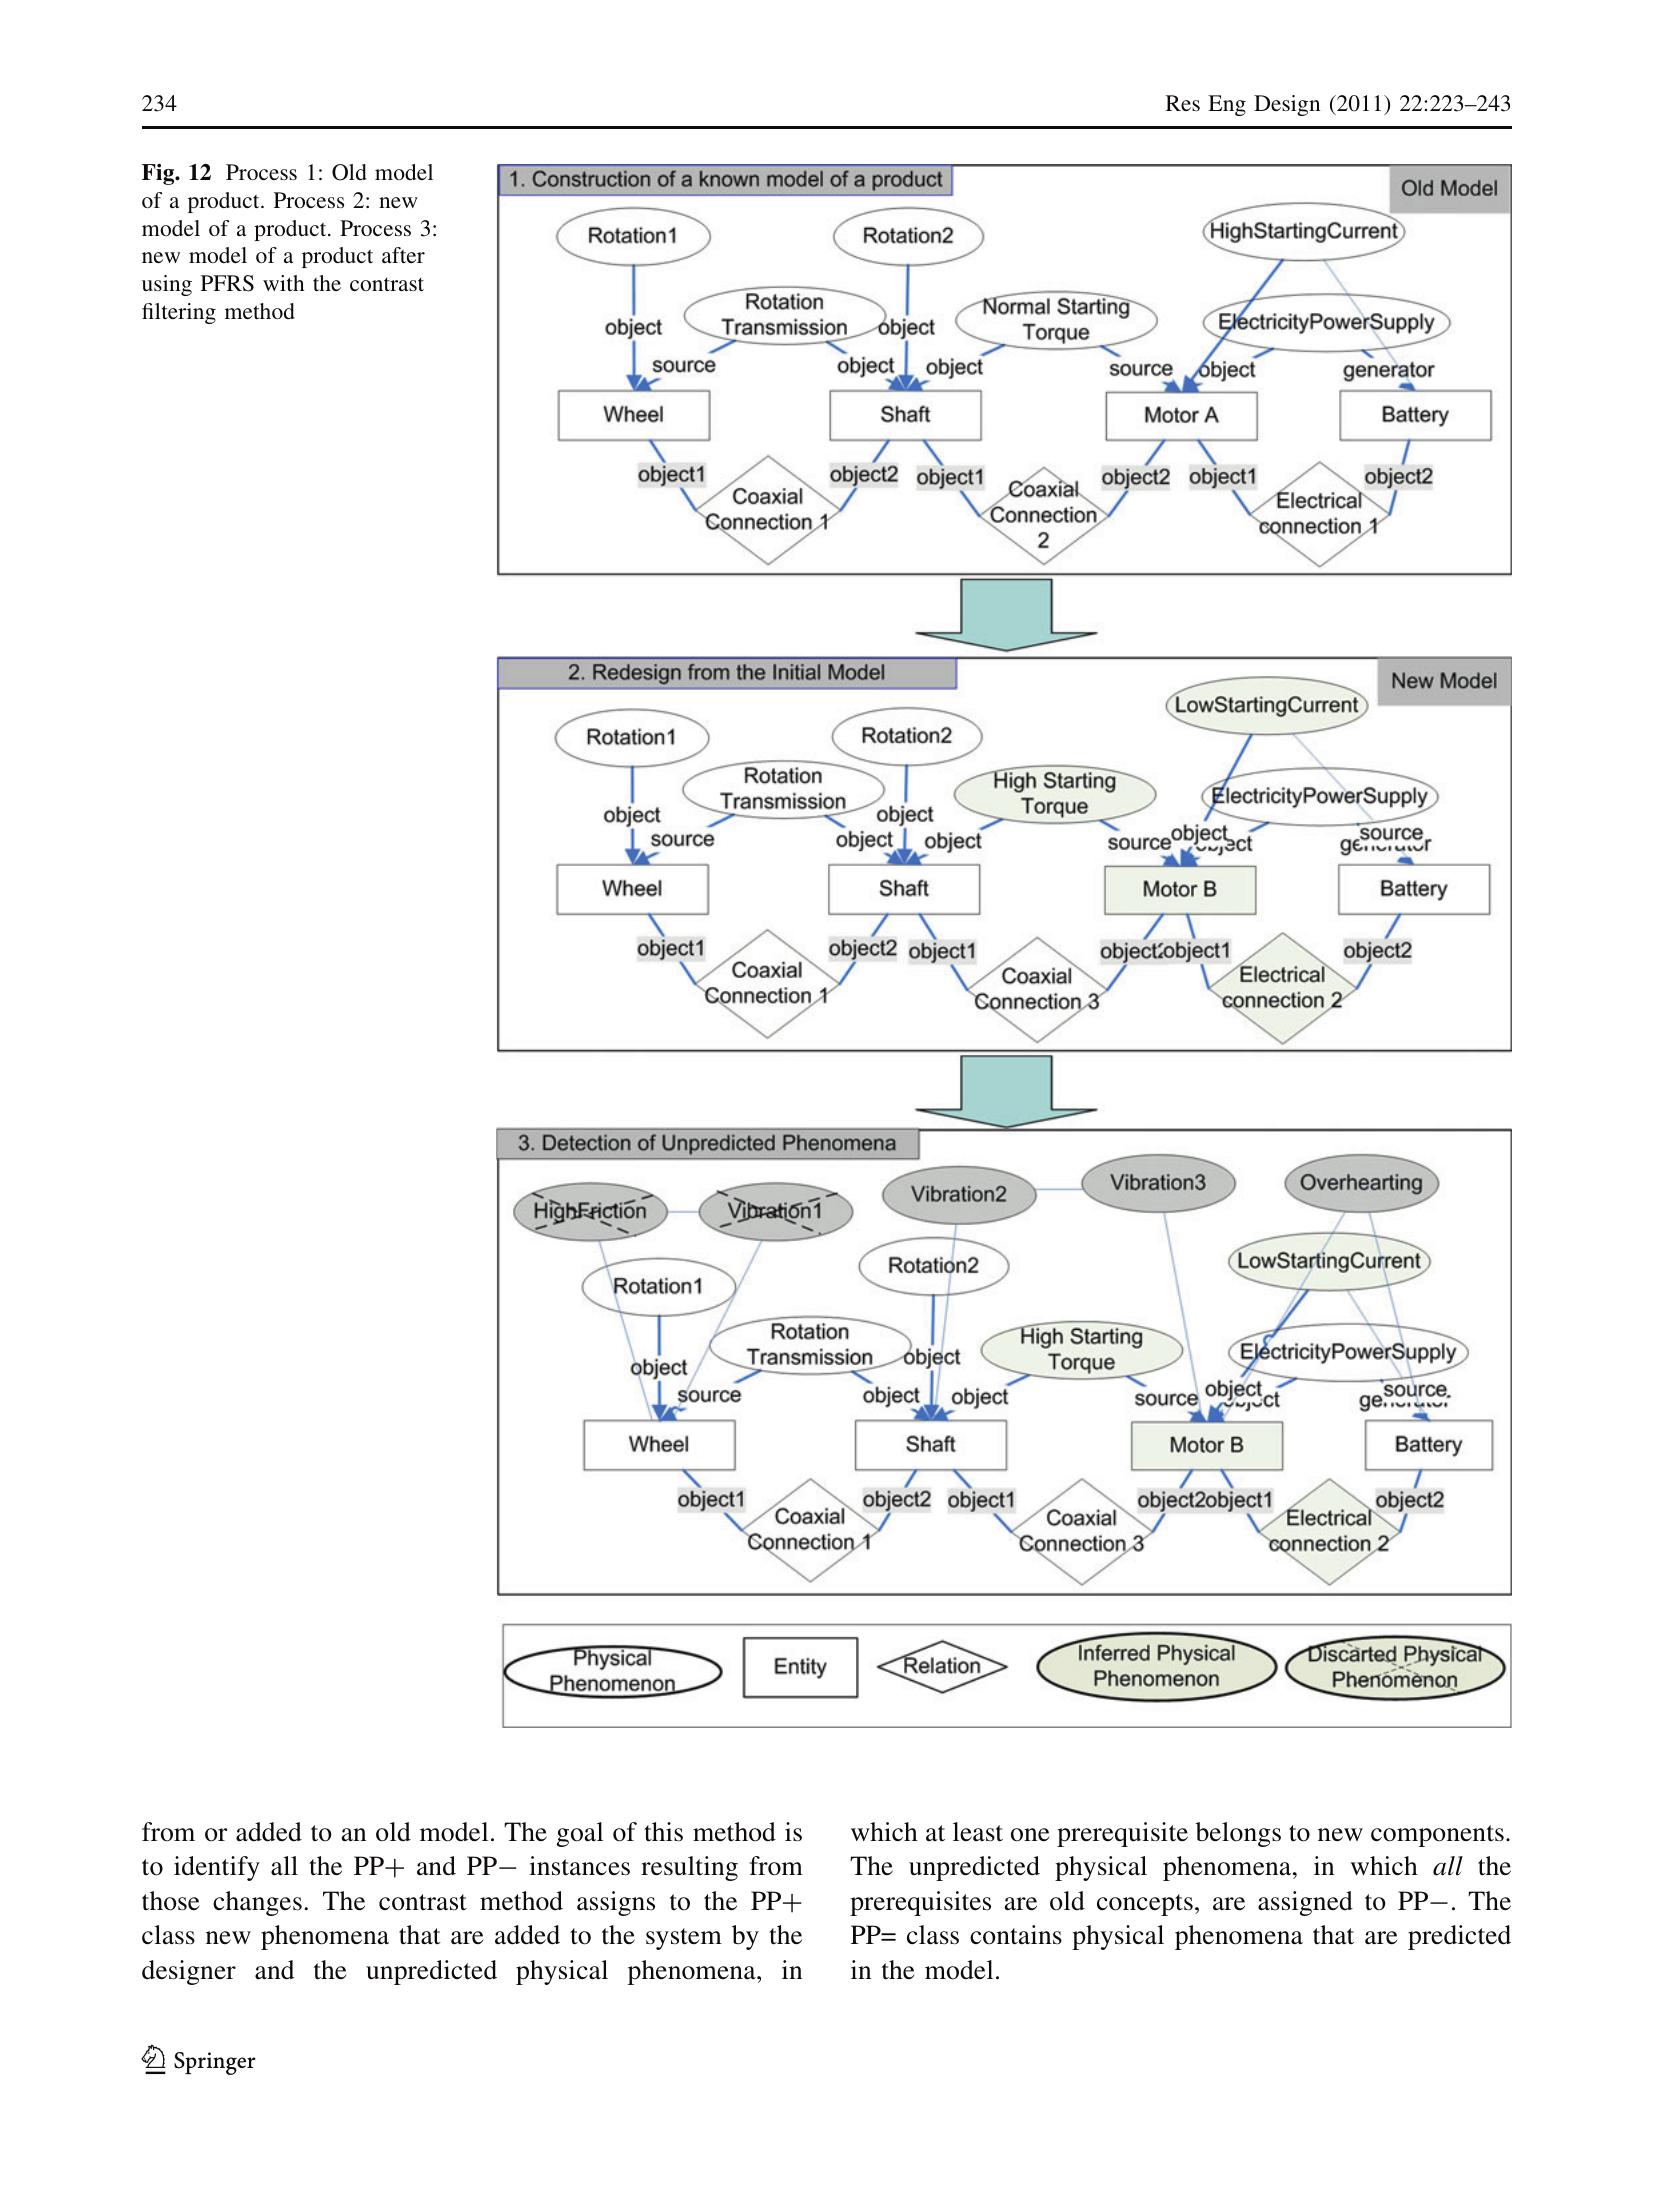 234
Res Eng Design (2011) 22:223–243
Fig. 12 Process 1: Old model
of a product. Process 2: new
model of a product. Process 3:
new model of a product after
using PFRS with the contrast
filtering method
1. Construction of a known model of a product
Old Model
Rotation1
Rotation2
HighStartingCurrent
Rotation
Transmission
Normal Starting
Torque
ElectricityPowerSupply
object
object
source
object
object
source
object
generator
Wheel
Shaft
Motor A
Battery
object1
object2
object1
object2
object1
object2
Coaxial
Connection 1
Coaxial
Connection
2
Electrical
connection 1
2. Redesign from the Initial Model
New Model
LowStartingCurrent
Rotation1
Rotation2
Rotation
Transmission
High Starting
Torque
ElectricityPowerSupply
object
object
source
object
object
source
object
object
source
generator
Wheel
Shaft
Motor B
Battery
object1
object2
object1
object2
object1
object2
Coaxial
Connection 1
Coaxial
Connection 3
Electrical
connection 2
3. Detection of Unpredicted Phenomena
HighFriction
Vibration1
Vibration2
Vibration3
Overhearting
Rotation1
Rotation2
LowStartingCurrent
Rotation
Transmission
High Starting
Torque
ElectricityPowerSupply
object
object
source
object
object
source
object
object
source
generator
Wheel
Shaft
Motor B
Battery
object1
object2
object1
object2
object1
object2
Coaxial
Connection 1
Coaxial
Connection 3
Electrical
connection 2
Physical
Phenomenon
Entity
Relation
Inferred Physical
Phenomenon
Discarted Physical
Phenomenon
from or added to an old model. The goal of this method is
to identify all the PP+ and PP− instances resulting from
those changes. The contrast method assigns to the PP+
class new phenomena that are added to the system by the
designer and the unpredicted physical phenomena, in
which at least one prerequisite belongs to new components.
The unpredicted physical phenomena, in which all the
prerequisites are old concepts, are assigned to PP−. The
PP= class contains physical phenomena that are predicted
in the model.
Springer